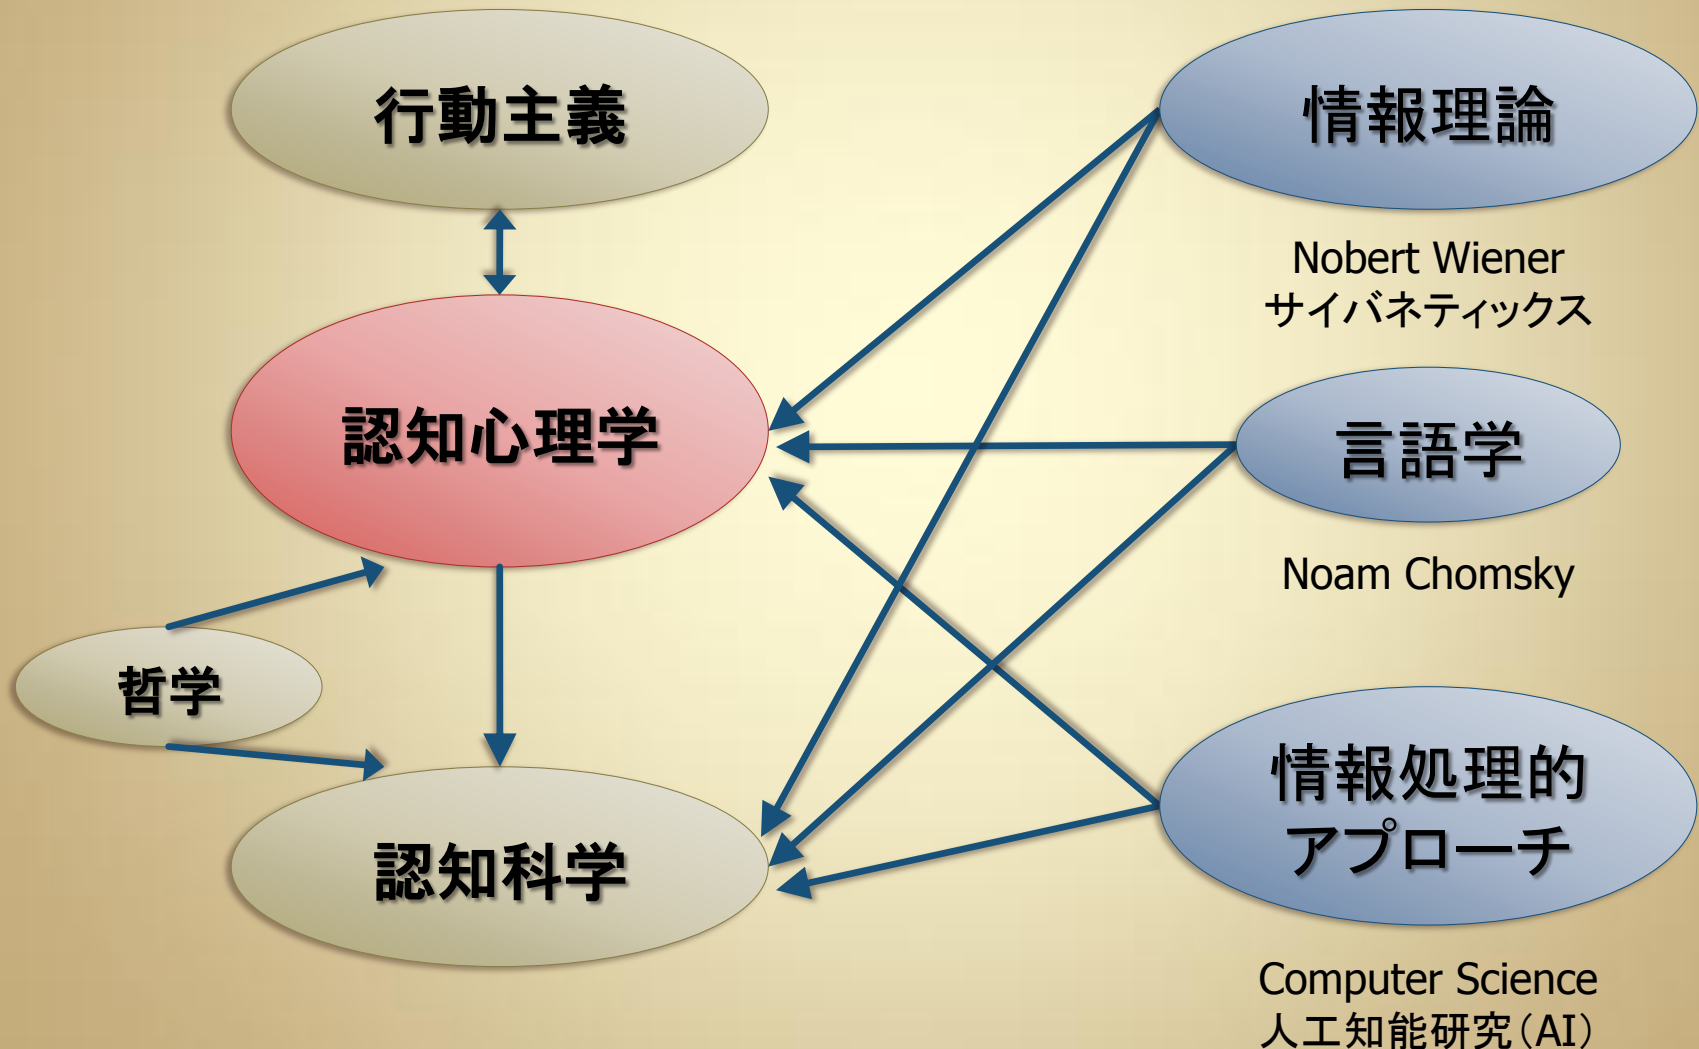 行動主義
情報理論
Nobert Wiener
サイバネティックス
認知心理学
言語学
Noam Chomsky
哲学
情報処理的
アプローチ
認知科学
Computer Science
人工知能研究（AI）